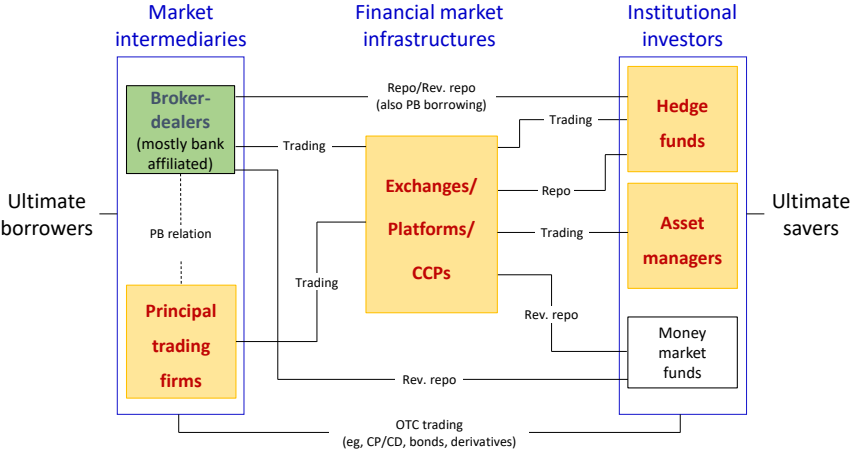 Market
intermediaries
Financial market
infrastructures
Institutional
investors
Broker-
dealers
(mostly bank
affiliated)
Repo/Rev. repo
(also PB borrowing)
Hedge
funds
Trading
Trading
Exchanges/
Platforms/
CCPs
Repo
Ultimate
borrowers
Ultimate
savers
PB relation
Trading
Asset
managers
Trading
Principal
trading
firms
Rev. repo
Money
market
funds
Rev. repo
OTC trading
(eg, CP/CD, bonds, derivatives)